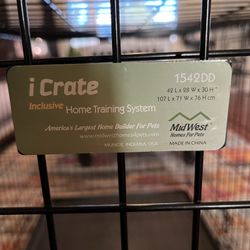 i Crate
1542DD
Inclusive Home Training System
42 L x 28 W x 30 H "
107 L x 71 W x 76 H cm
America's Largest Home Builder For Pets
www.midwesthomes4pets.com
MUNCIE, INDIANA, USA
MidWest
Homes For Pets
MADE IN CHINA